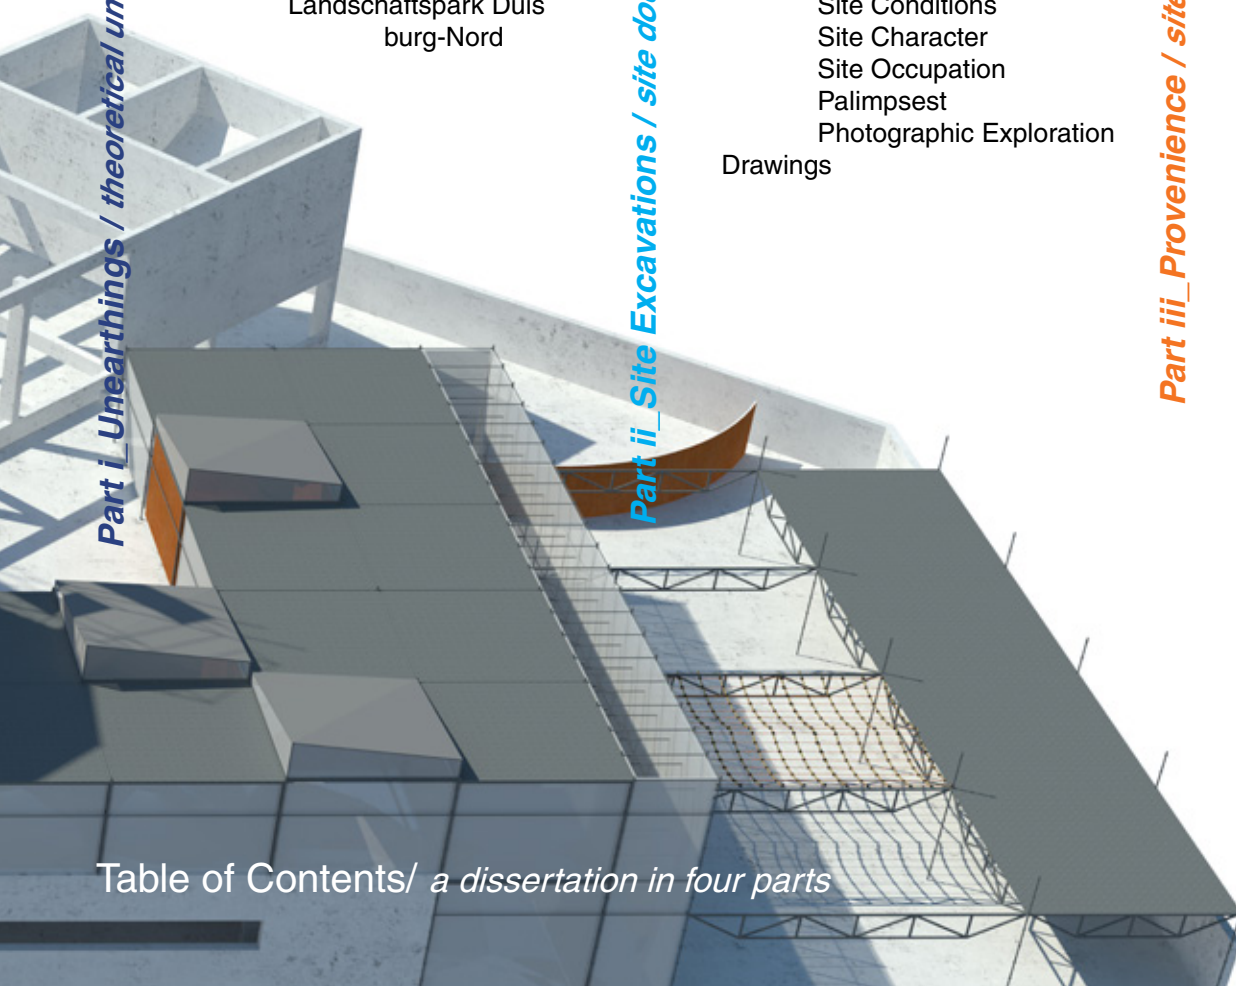 Part i_Unearthings / theoretical un
Landschaftspark Duis
burg-Nord
Part ii_Site Excavations / site do
Site Conditions
Site Character
Site Occupation
Palimpsest
Photographic Exploration
Drawings
Part iii_Provenience / site
Table of Contents/ a dissertation in four parts